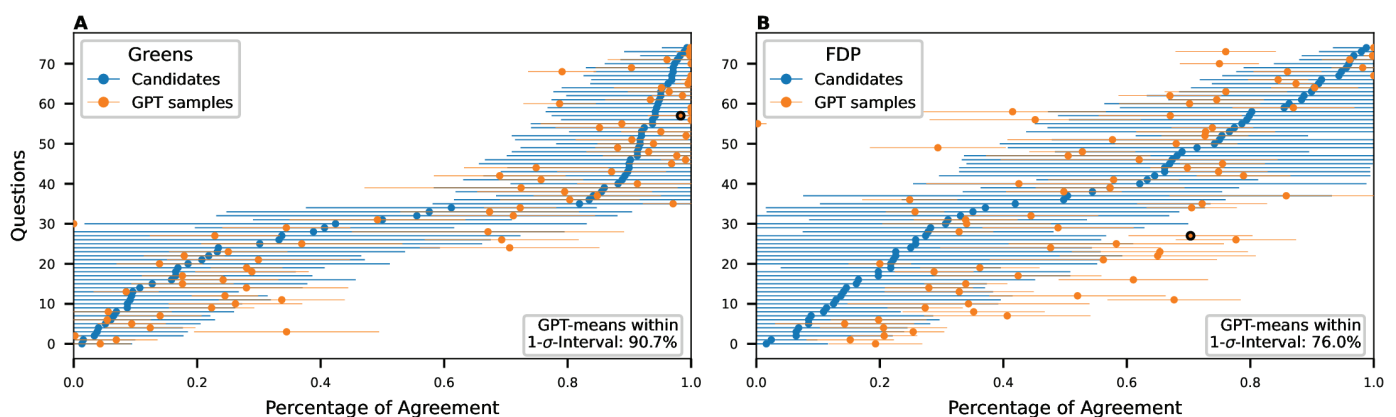 A
Greens
Candidates
GPT samples
70
60
50
40
30
20
10
0
Questions
GPT-means within
1-σ-Interval: 90.7%
0.0 0.2 0.4 0.6 0.8 1.0
Percentage of Agreement
B
FDP
Candidates
GPT samples
70
60
50
40
30
20
10
0
GPT-means within
1-σ-Interval: 76.0%
0.0 0.2 0.4 0.6 0.8 1.0
Percentage of Agreement